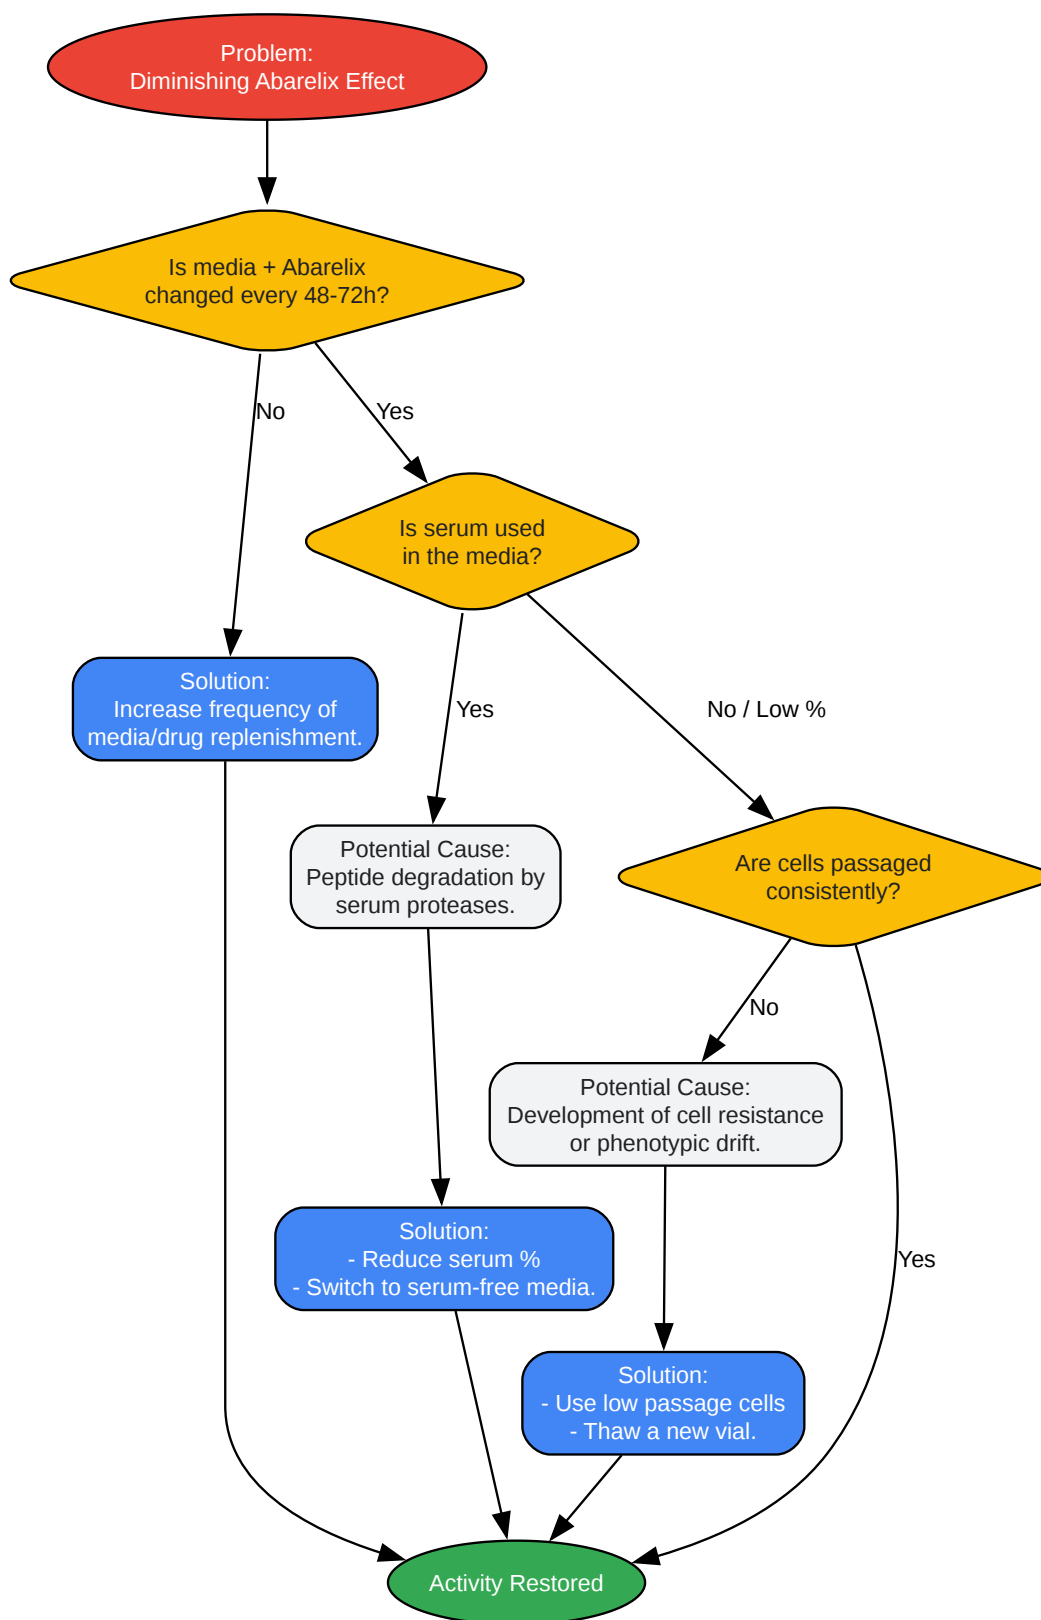 Problem:
Diminishing Abarelix Effect
Is media + Abarelix
changed every 48-72h?
No
Yes
Is serum used
in the media?
Solution:
Increase frequency of
media/drug replenishment.
Yes
No / Low %
Potential Cause:
Peptide degradation by
serum proteases.
Are cells passaged
consistently?
No
Potential Cause:
Development of cell resistance
or phenotypic drift.
Solution:
- Reduce serum %
- Switch to serum-free media.
Yes
Solution:
- Use low passage cells
- Thaw a new vial.
Activity Restored